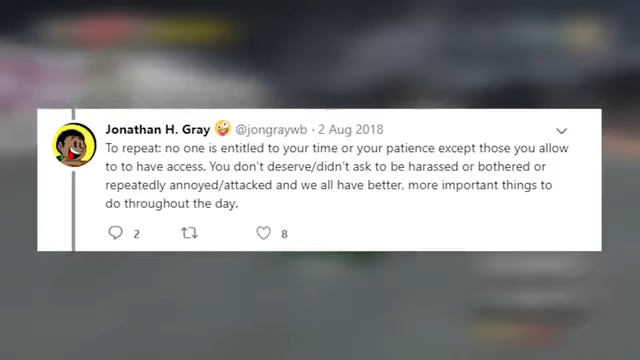 Jonathan H. Gray 🤪 @jongraywb · 2 Aug 2018
To repeat: no one is entitled to your time or your patience except those you allow
to to have access. You don't deserve/didn't ask to be harassed or bothered or
repeatedly annoyed/attacked and we all have better, more important things to
do throughout the day.
2 8